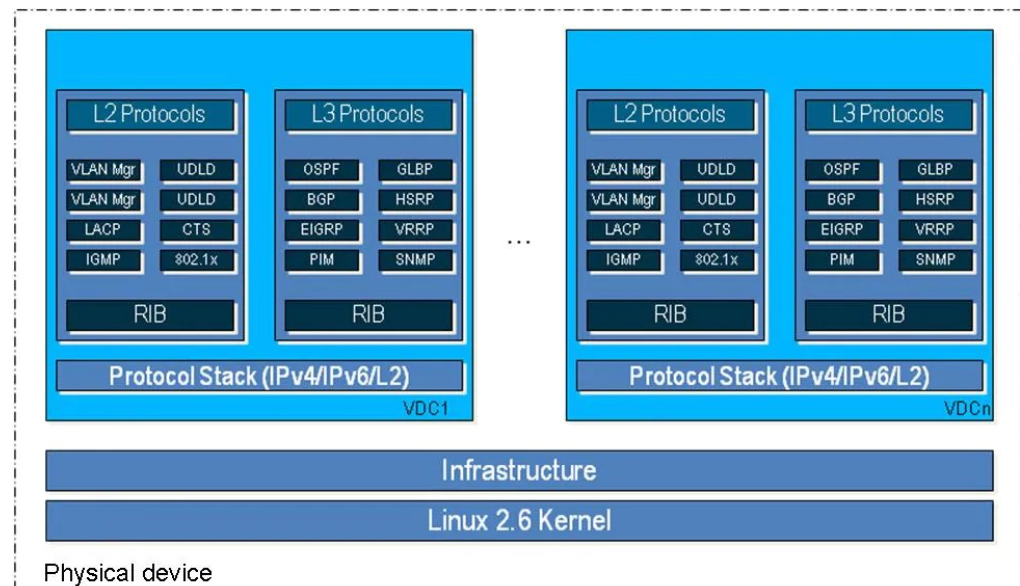 L2 Protocols
L3 Protocols
VLAN Mgr UDLD
OSPF GLBP
VLAN Mgr UDLD
BGP HSRP
LACP CTS
EIGRP VRRP
IGMP 802.1x
PIM SNMP
RIB
RIB
Protocol Stack (IPv4/IPv6/L2)
VDC1
...
L2 Protocols
L3 Protocols
VLAN Mgr UDLD
OSPF GLBP
VLAN Mgr UDLD
BGP HSRP
LACP CTS
EIGRP VRRP
IGMP 802.1x
PIM SNMP
RIB
RIB
Protocol Stack (IPv4/IPv6/L2)
VDCn
Infrastructure
Linux 2.6 Kernel
Physical device